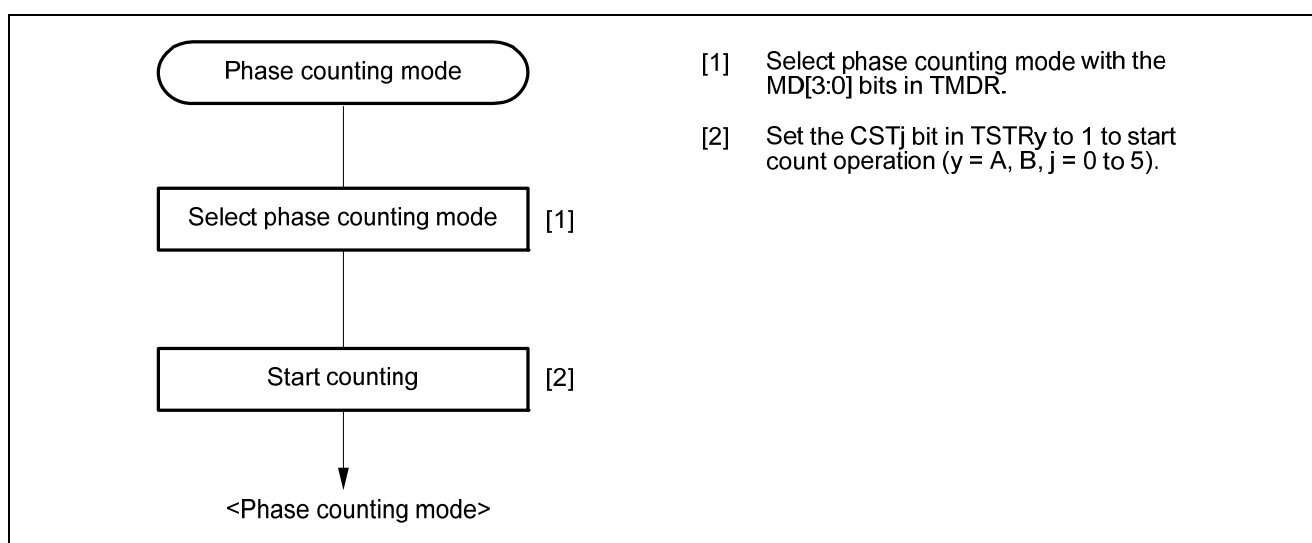 Phase counting mode
[1] Select phase counting mode with the
MD[3:0] bits in TMDR.
[2] Set the CSTj bit in TSTRy to 1 to start
count operation (y = A, B, j = 0 to 5).
Select phase counting mode [1]
Start counting [2]
<Phase counting mode>